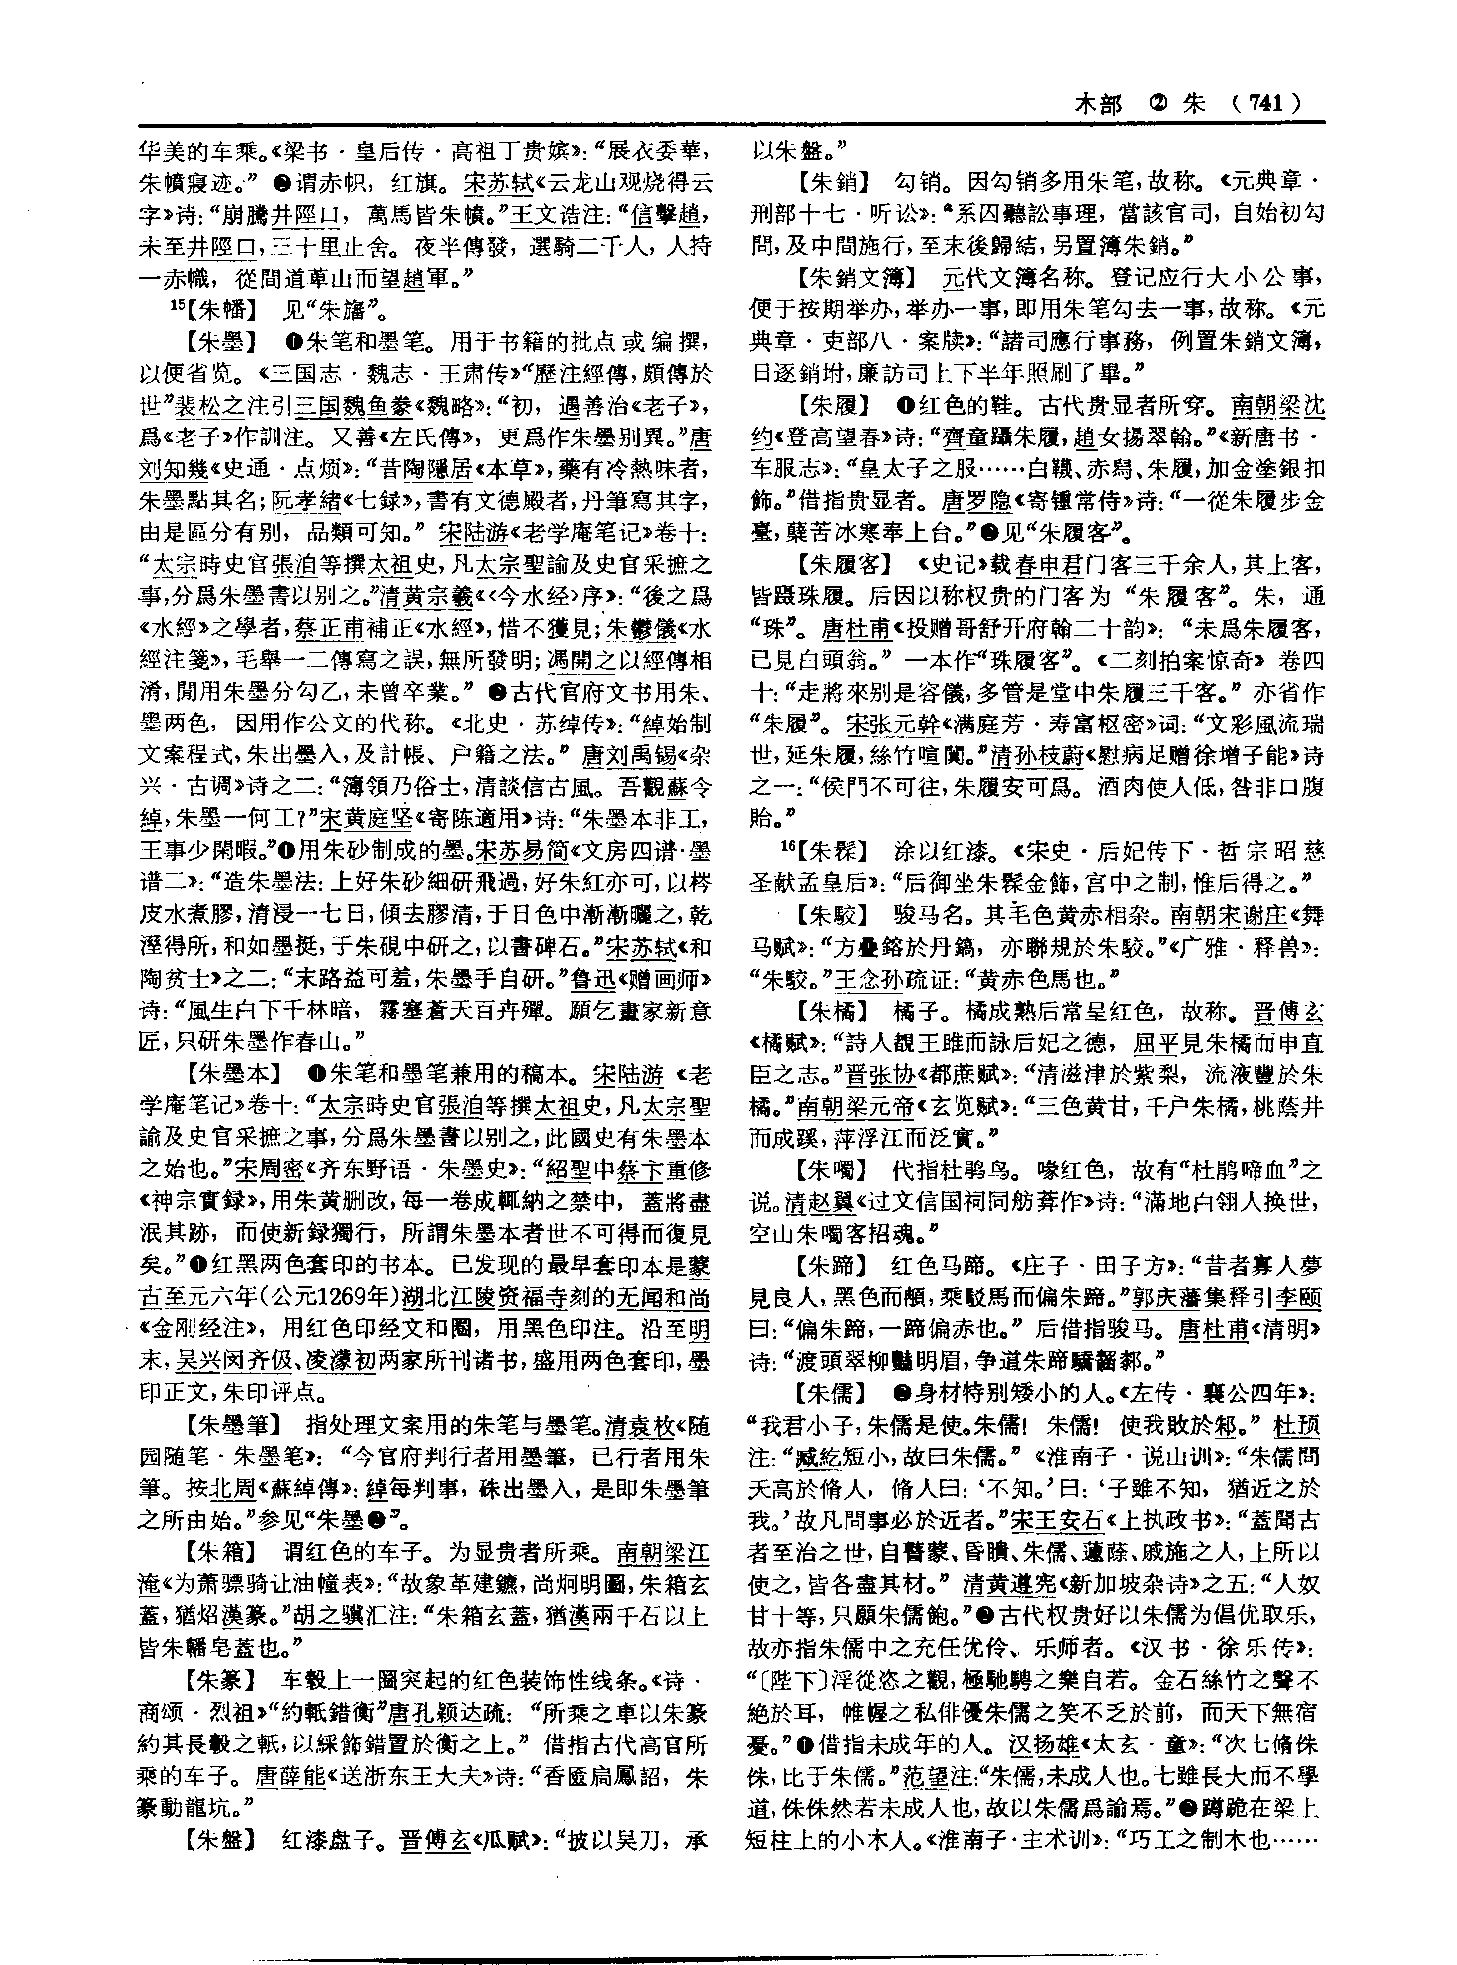 木部 ② 朱 (741)
华美的车乘。《梁书·皇后传·高祖丁贵嫔》：“展衣委華，
朱幩寢迹。” ❷谓赤帜，红旗。宋苏轼《云龙山观烧得云
字》诗：“崩騰井陘口，萬馬皆朱幩。”王文诰注：“信擊趙，
未至井陘口，三十里止舍。夜半傳發，選騎二千人，人持
一赤幟，從間道萆山而望趙軍。”
¹⁵【朱幡】 见“朱旛”。
【朱墨】 ❶朱笔和墨笔。用于书籍的批点或编撰，
以便省览。《三国志·魏志·王肃传》“歷注經傳，頗傳於
世”裴松之注引三国魏鱼豢《魏略》：“初，遇善治《老子》，
爲《老子》作訓注。又善《左氏傳》，更爲作朱墨别異。”唐
刘知幾《史通·点烦》：“昔陶隱居《本草》，藥有冷熱味者，
朱墨點其名；阮孝緒《七録》，書有文德殿者，丹筆寫其字，
由是區分有别，品類可知。” 宋陆游《老学庵笔记》卷十：
“太宗時史官張洎等撰太祖史，凡太宗聖諭及史官采摭之
事，分爲朱墨書以别之。”清黄宗羲《〈今水经〉序》：“後之爲
《水經》之學者，蔡正甫補正《水經》，惜不獲見；朱鬱儀《水
經注箋》，毛舉一二傳寫之誤，無所發明；馮開之以經傳相
淆，間用朱墨分勾乙，未曾卒業。” ❷古代官府文书用朱、
墨两色，因用作公文的代称。《北史·苏绰传》：“綽始制
文案程式，朱出墨入，及計帳、户籍之法。” 唐刘禹锡《杂
兴·古调》诗之二：“簿領乃俗士，清談信古風。吾觀蘇令
綽，朱墨一何工？”宋黄庭坚《寄陈適用》诗：“朱墨本非工，
王事少閑暇。”❸用朱砂制成的墨。宋苏易简《文房四谱·墨
谱二》：“造朱墨法：上好朱砂細研飛過，好朱紅亦可，以梣
皮水煮膠，清浸一七日，傾去膠清，于日色中漸漸曬之，乾
溼得所，和如墨挺，于朱硯中研之，以書碑石。”宋苏轼《和
陶贫士》之二：“末路益可羞，朱墨手自研。”鲁迅《赠画师》
诗：“風生白下千林暗，霧塞蒼天百卉殫。願乞畫家新意
匠，只研朱墨作春山。”
【朱墨本】 ❶朱笔和墨笔兼用的稿本。宋陆游《老
学庵笔记》卷十：“太宗時史官張洎等撰太祖史，凡太宗聖
諭及史官采摭之事，分爲朱墨書以别之，此國史有朱墨本
之始也。”宋周密《齐东野语·朱墨史》：“紹聖中蔡卞重修
《神宗實録》，用朱黄删改，每一卷成輒納之禁中，蓋將盡
泯其跡，而使新録獨行，所謂朱墨本者世不可得而復見
矣。”❷红黑两色套印的书本。已发现的最早套印本是蒙
古至元六年(公元1269年)湖北江陵资福寺刻的无闻和尚
《金刚经注》，用红色印经文和圈，用黑色印注。沿至明
末，吴兴闵齐伋、凌濛初两家所刊诸书，盛用两色套印，墨
印正文，朱印评点。
【朱墨筆】 指处理文案用的朱笔与墨笔。清袁枚《随
园随笔·朱墨笔》：“今官府判行者用墨筆，已行者用朱
筆。按北周《蘇綽傳》：綽每判事，硃出墨入，是即朱墨筆
之所由始。”参见“朱墨❷”。
【朱箱】 谓红色的车子。为显贵者所乘。南朝梁江
淹《为萧骠骑让油幢表》：“故象革建鑣，尚炯明圖，朱箱玄
蓋，猶焰漢篆。”胡之骥汇注：“朱箱玄蓋，猶漢兩千石以上
皆朱轓皂蓋也。”
【朱篆】 车毂上一圈突起的红色装饰性线条。《诗·
商颂·烈祖》“約軝錯衡”唐孔颖达疏：“所乘之車以朱篆
約其長轂之軝，以綵飾錯置於衡之上。” 借指古代高官所
乘的车子。唐薛能《送浙东王大夫》诗：“香匳扃鳳詔，朱
篆動龍坑。”
【朱盤】 红漆盘子。晋傅玄《瓜赋》：“披以吴刀，承
以朱盤。”
【朱銷】 勾销。因勾销多用朱笔，故称。《元典章·
刑部十七·听讼》：“系囚聽訟事理，當該官司，自始初勾
問，及中間施行，至末後歸結，另置簿朱銷。”
【朱銷文簿】 元代文簿名称。登记应行大小公事，
便于按期举办，举办一事，即用朱笔勾去一事，故称。《元
典章·吏部八·案牍》：“諸司應行事務，例置朱銷文簿，
日逐銷坿，廉訪司上下半年照刷了畢。”
【朱履】 ❶红色的鞋。古代贵显者所穿。南朝梁沈
约《登高望春》诗：“齊童躡朱履，趙女揚翠翰。”《新唐书·
车服志》：“皇太子之服……白韈、赤舄、朱履，加金塗銀扣
飾。”借指贵显者。唐罗隐《寄锺常侍》诗：“一從朱履步金
臺，蘗苦冰寒奉上台。”❷见“朱履客”。
【朱履客】 《史记》载春申君门客三千余人，其上客，
皆蹑珠履。后因以称权贵的门客为“朱履客”。朱，通
“珠”。唐杜甫《投赠哥舒开府翰二十韵》：“未爲朱履客，
已見白頭翁。” 一本作“珠履客”。《二刻拍案惊奇》卷四
十：“走將來别是容儀，多管是堂中朱履三千客。” 亦省作
“朱履”。宋张元幹《满庭芳·寿富枢密》词：“文彩風流瑞
世，延朱履，絲竹喧闐。”清孙枝蔚《慰病足赠徐增子能》诗
之一：“侯門不可往，朱履安可爲。酒肉使人低，咎非口腹
貽。”
¹⁶【朱髹】 涂以红漆。《宋史·后妃传下·哲宗昭慈
圣献孟皇后》：“后御坐朱髹金飾，宫中之制，惟后得之。”
【朱駮】 骏马名。其毛色黄赤相杂。南朝宋谢庄《舞
马赋》：“方疊鎔於丹縞，亦聯規於朱駮。”《广雅·释兽》：
“朱駮。”王念孙疏证：“黄赤色馬也。”
【朱橘】 橘子。橘成熟后常呈红色，故称。晋傅玄
《橘赋》：“詩人覩王雎而詠后妃之德，屈平見朱橘而申直
臣之志。”晋张协《都蔗赋》：“清滋津於紫梨，流液豐於朱
橘。”南朝梁元帝《玄览赋》：“三色黄甘，千户朱橘，桃蔭井
而成蹊，萍浮江而泛實。”
【朱噣】 代指杜鹃鸟。喙红色，故有“杜鹃啼血”之
说。清赵翼《过文信国祠同舫葊作》诗：“滿地白翎人换世，
空山朱噣客招魂。”
【朱蹄】 红色马蹄。《庄子·田子方》：“昔者寡人夢
見良人，黑色而䫇，乘駁馬而偏朱蹄。”郭庆藩集释引李颐
曰：“偏朱蹄，一蹄偏赤也。” 后借指骏马。唐杜甫《清明》
诗：“渡頭翠柳豔明眉，争道朱蹄驕齧膝。”
【朱儒】 ❶身材特别矮小的人。《左传·襄公四年》：
“我君小子，朱儒是使。朱儒！朱儒！使我敗於邾。” 杜预
注：“臧紇短小，故曰朱儒。” 《淮南子·说山训》：“朱儒問
天高於脩人，脩人曰：‘不知。’曰：‘子雖不知，猶近之於
我。’故凡問事必於近者。”宋王安石《上执政书》：“蓋聞古
者至治之世，自瞽矇、昏聵、朱儒、蘧蒢、戚施之人，上所以
使之，皆各盡其材。” 清黄遵宪《新加坡杂诗》之五：“人奴
甘十等，只願朱儒飽。”❷古代权贵好以朱儒为倡优取乐，
故亦指朱儒中之充任优伶、乐师者。《汉书·徐乐传》：
“〔陛下〕淫從恣之觀，極馳騁之樂自若。金石絲竹之聲不
絶於耳，帷幄之私俳優朱儒之笑不乏於前，而天下無宿
憂。”❸借指未成年的人。汉扬雄《太玄·童》：“次七脩侏
侏，比于朱儒。”范望注：“朱儒，未成人也。七雖長大而不學
道，侏侏然若未成人也，故以朱儒爲諭焉。”❹蹲跪在梁上
短柱上的小木人。《淮南子·主术训》：“巧工之制木也……